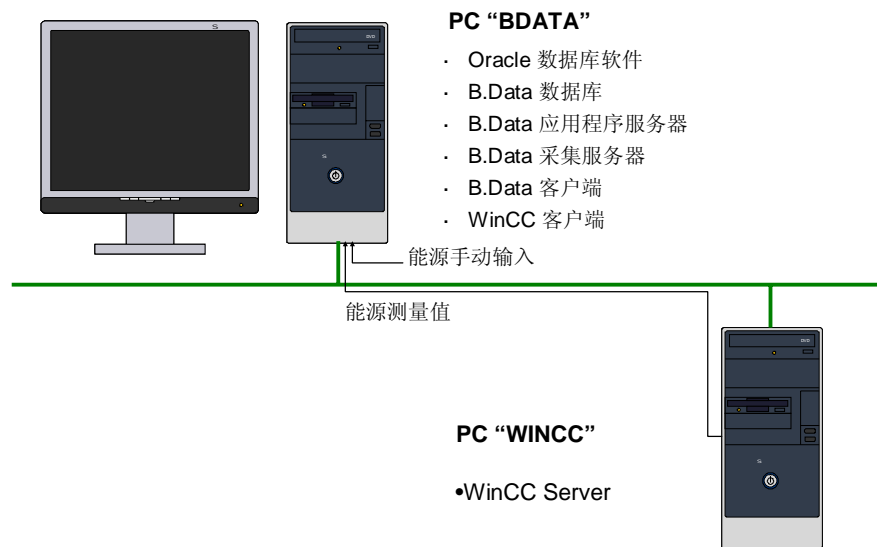 S
DVD
PC “BDATA”
· Oracle 数据库软件
· B.Data 数据库
· B.Data 应用程序服务器
· B.Data 采集服务器
· B.Data 客户端
· WinCC 客户端
S
能源手动输入
能源测量值
DVD
PC “WINCC”
S
•WinCC Server